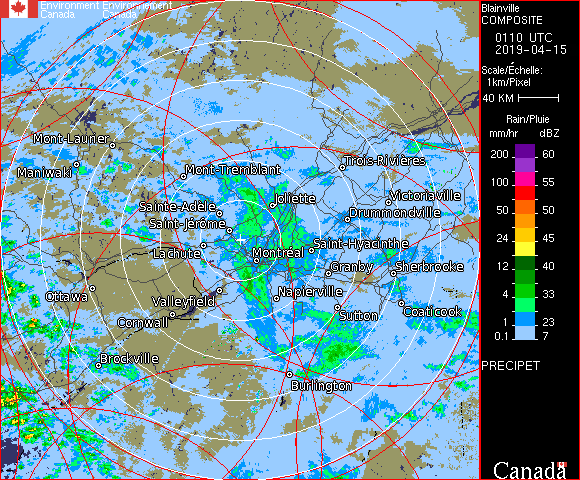 Environment Environnement
Canada Canada
Mont-Laurier
Maniwaki
Mont-Tremblant
Trois-Rivières
Sainte-Adèle
Joliette
Victoriaville
Saint-Jérôme
Drummondville
Lachute
Montréal
Saint-Hyacinthe
Granby
Sherbrooke
Ottawa
Valleyfield
Napierville
Cornwall
Sutton
Coaticook
Brockville
Burlington
Blainville
COMPOSITE
0110 UTC
2019-04-15
Scale/Échelle:
1km/Pixel
40 KM
Rain/Pluie
mm/hr dBZ
200 60
100 55
50 50
24 45
12 40
4 33
1 23
0.1 7
PRECIPET
Canada